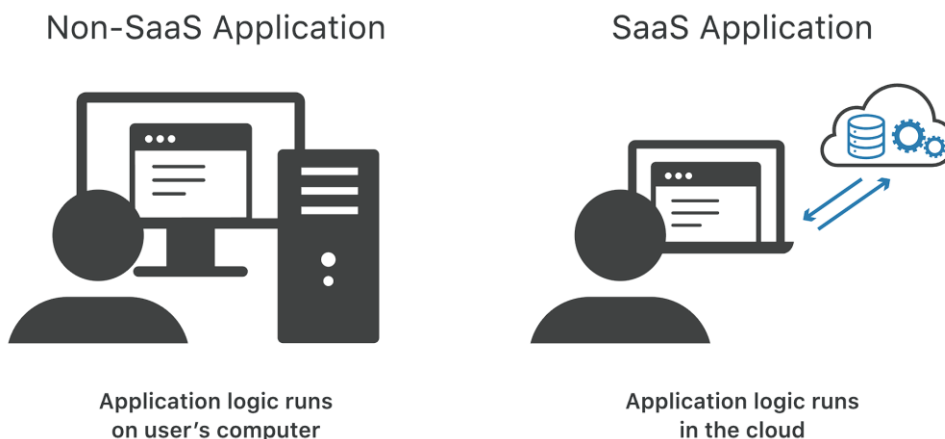 Non-SaaS Application
SaaS Application
Application logic runs
on user's computer
Application logic runs
in the cloud